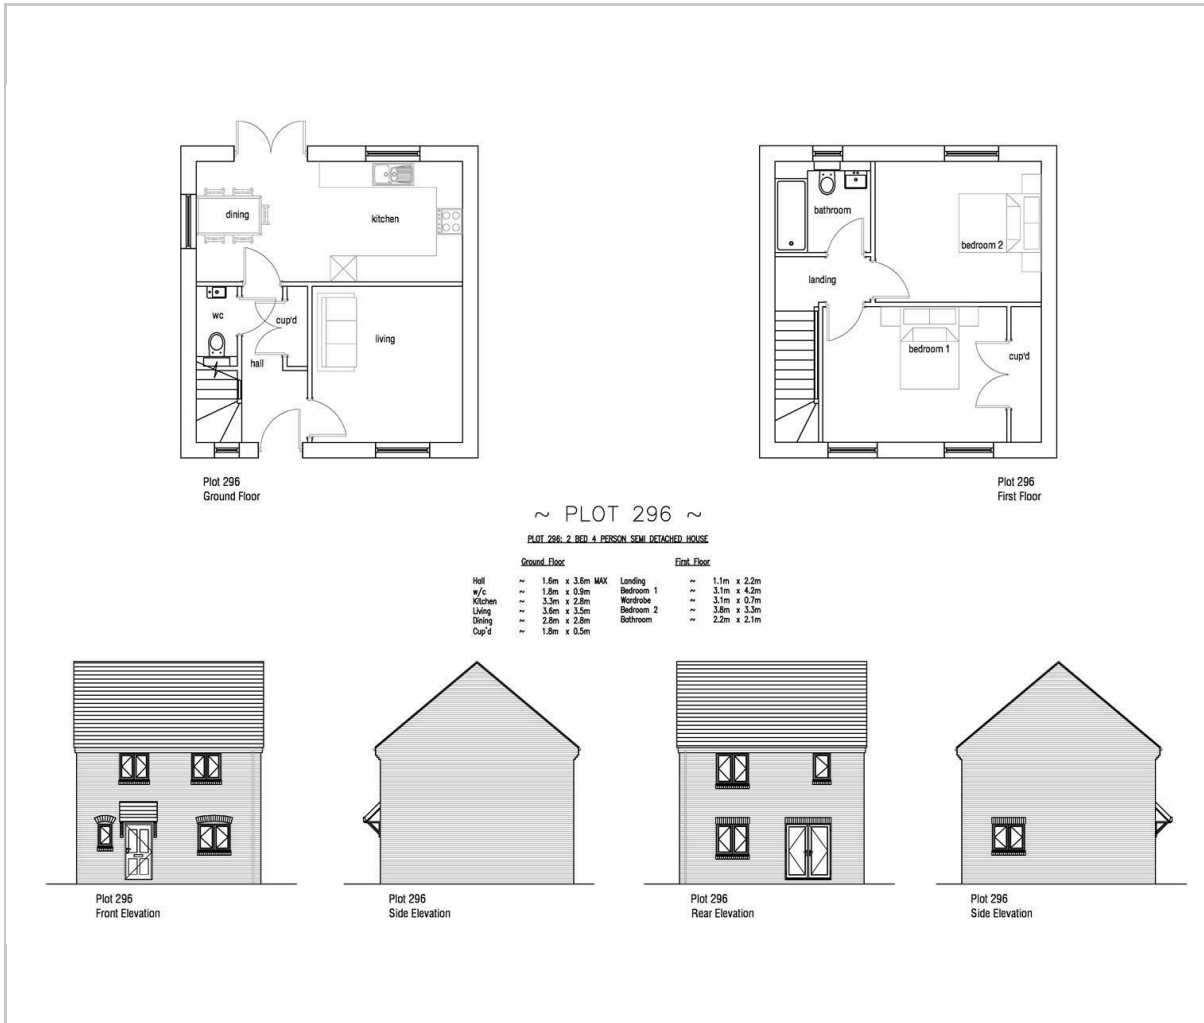 dining
kitchen
wc
cup'd
living
hall
bathroom
bedroom 2
landing
bedroom 1
cup'd
Plot 296
Ground Floor
Plot 296
First Floor
~ PLOT 296 ~
PLOT 296: 2 BED 4 PERSON SEMI DETACHED HOUSE
Ground Floor
Hall ~ 1.6m x 3.6m MAX
w/c ~ 1.8m x 0.9m
Kitchen ~ 3.3m x 2.8m
Living ~ 3.6m x 3.5m
Dining ~ 2.8m x 2.8m
Cup'd ~ 1.8m x 0.5m
First Floor
Landing ~ 1.1m x 2.2m
Bedroom 1 ~ 3.1m x 4.2m
Wardrobe ~ 3.1m x 0.7m
Bedroom 2 ~ 3.8m x 3.3m
Bathroom ~ 2.2m x 2.1m
Plot 296
Front Elevation
Plot 296
Side Elevation
Plot 296
Rear Elevation
Plot 296
Side Elevation